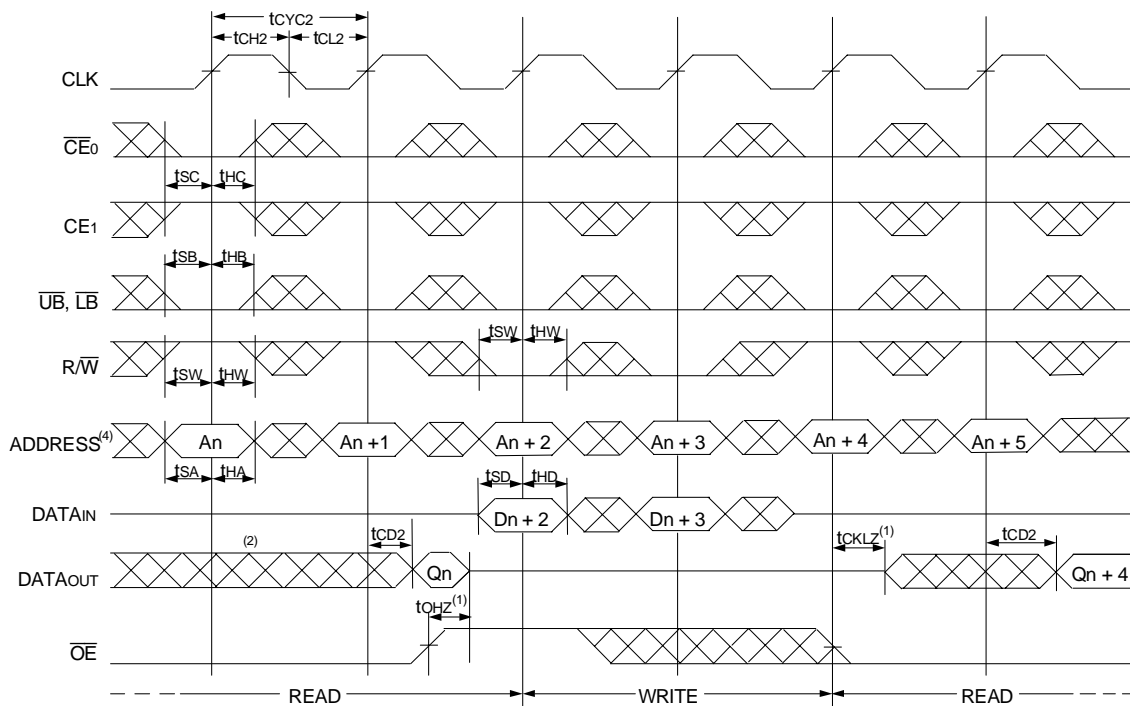 tCYC2
tCH2 tCL2
CLK
CE0
tSC tHC
CE1
tSB tHB
UB, LB
tSW tHW
R/W
tSW tHW
ADDRESS(4) An An +1 An + 2 An + 3 An + 4 An + 5
tSA tHA
tSD tHD
DATAIN Dn + 2 Dn + 3
tCD2 tCKLZ(1) tCD2
(2)
DATAOUT Qn Qn + 4
tOHZ(1)
OE
READ WRITE READ